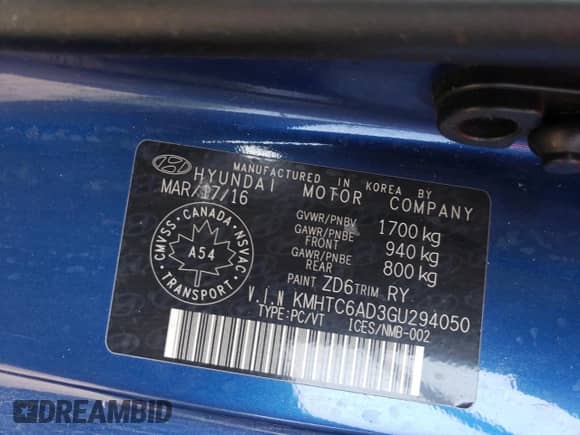 MANUFACTURED IN KOREA BY
HYUNDAI MOTOR COMPANY
MAR/17/16
CMVSS • CANADA • NSVAC
A54
TRANSPORT
GVWR/PNBV 1700 kg
GAWR/PNBE FRONT 940 kg
GAWR/PNBE REAR 800 kg
PAINT ZD6 TRIM RY
V.I.N KMHTC6AD3GU294050
TYPE:PC/VT ICES/NMB-002
DREAMBID